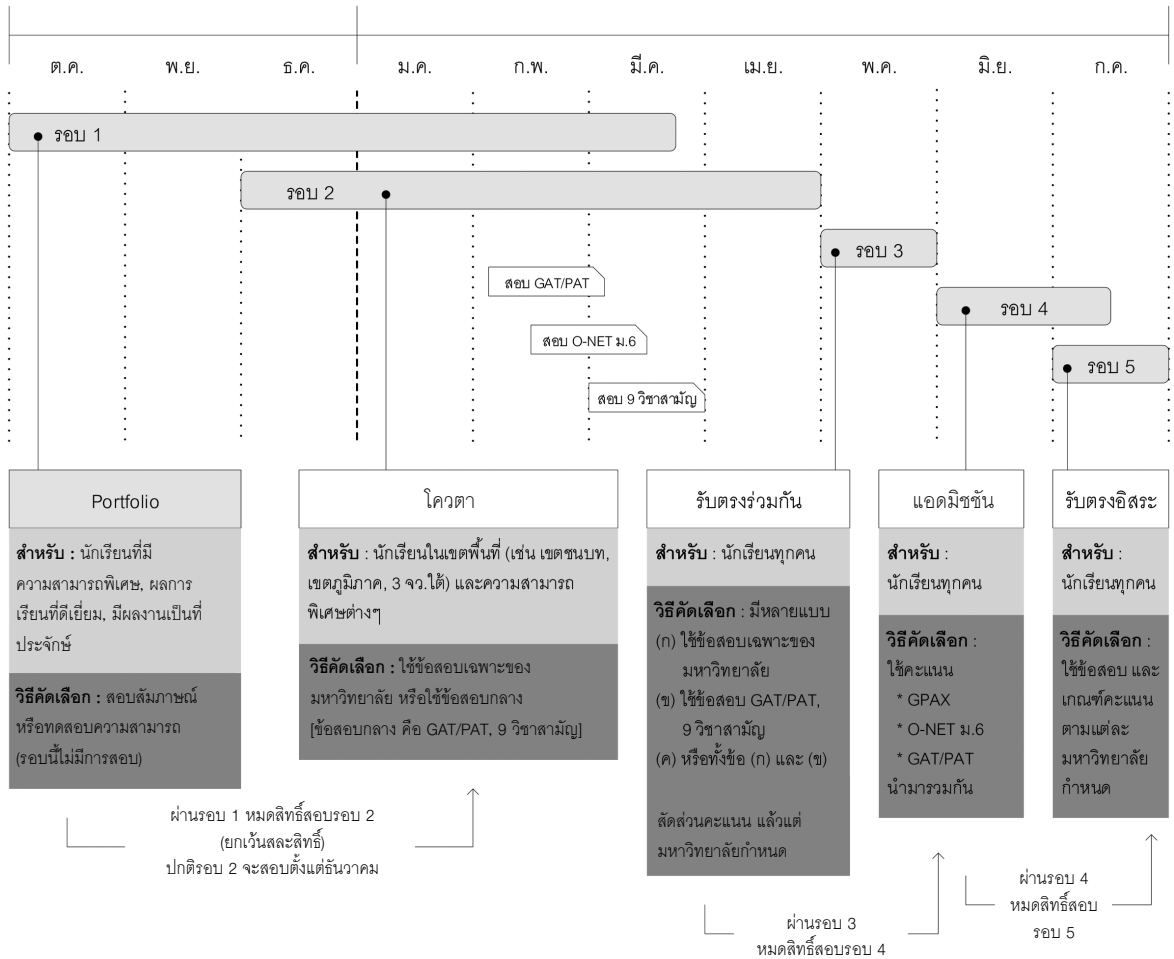 ต.ค. พ.ย. ธ.ค. ม.ค. ก.พ. มี.ค. เม.ย. พ.ค. มิ.ย. ก.ค.
รอบ 1
รอบ 2
รอบ 3
สอบ GAT/PAT
รอบ 4
สอบ O-NET ม.6
รอบ 5
สอบ 9 วิชาสามัญ
Portfolio
สำหรับ : นักเรียนที่มี
ความสามารถพิเศษ, ผลการ
เรียนที่ดีเยี่ยม, มีผลงานเป็นที่
ประจักษ์
วิธีคัดเลือก : สอบสัมภาษณ์
หรือทดสอบความสามารถ
(รอบนี้ไม่มีการสอบ)
โควตา
สำหรับ : นักเรียนในเขตพื้นที่ (เช่น เขตชนบท,
เขตภูมิภาค, 3 จว.ใต้) และความสามารถ
พิเศษต่างๆ
วิธีคัดเลือก : ใช้ข้อสอบเฉพาะของ
มหาวิทยาลัย หรือใช้ข้อสอบกลาง
[ข้อสอบกลาง คือ GAT/PAT, 9 วิชาสามัญ]
รับตรงร่วมกัน
สำหรับ : นักเรียนทุกคน
วิธีคัดเลือก : มีหลายแบบ
(ก) ใช้ข้อสอบเฉพาะของ
มหาวิทยาลัย
(ข) ใช้ข้อสอบ GAT/PAT,
9 วิชาสามัญ
(ค) หรือทั้งข้อ (ก) และ (ข)
สัดส่วนคะแนน แล้วแต่
มหาวิทยาลัยกำหนด
แอดมิชชัน
สำหรับ :
นักเรียนทุกคน
วิธีคัดเลือก :
ใช้คะแนน
* GPAX
* O-NET ม.6
* GAT/PAT
นำมารวมกัน
รับตรงอิสระ
สำหรับ :
นักเรียนทุกคน
วิธีคัดเลือก :
ใช้ข้อสอบ และ
เกณฑ์คะแนน
ตามแต่ละ
มหาวิทยาลัย
กำหนด
ผ่านรอบ 1 หมดสิทธิ์สอบรอบ 2
(ยกเว้นสละสิทธิ์)
ปกติรอบ 2 จะสอบตั้งแต่ธันวาคม
ผ่านรอบ 3
หมดสิทธิ์สอบรอบ 4
ผ่านรอบ 4
หมดสิทธิ์สอบ
รอบ 5